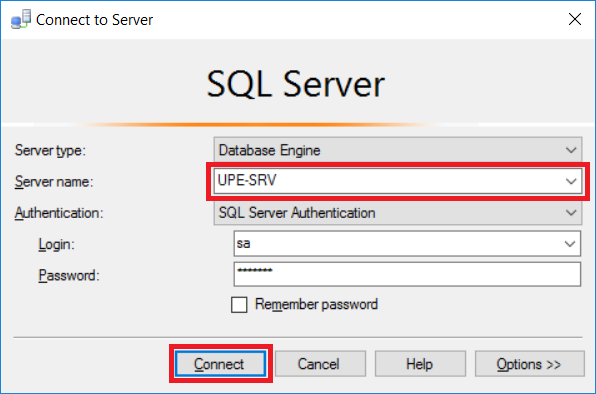 Connect to Server
SQL Server
Server type: Database Engine
Server name: UPE-SRV
Authentication: SQL Server Authentication
Login: sa
Password: *******
Remember password
Connect Cancel Help Options >>